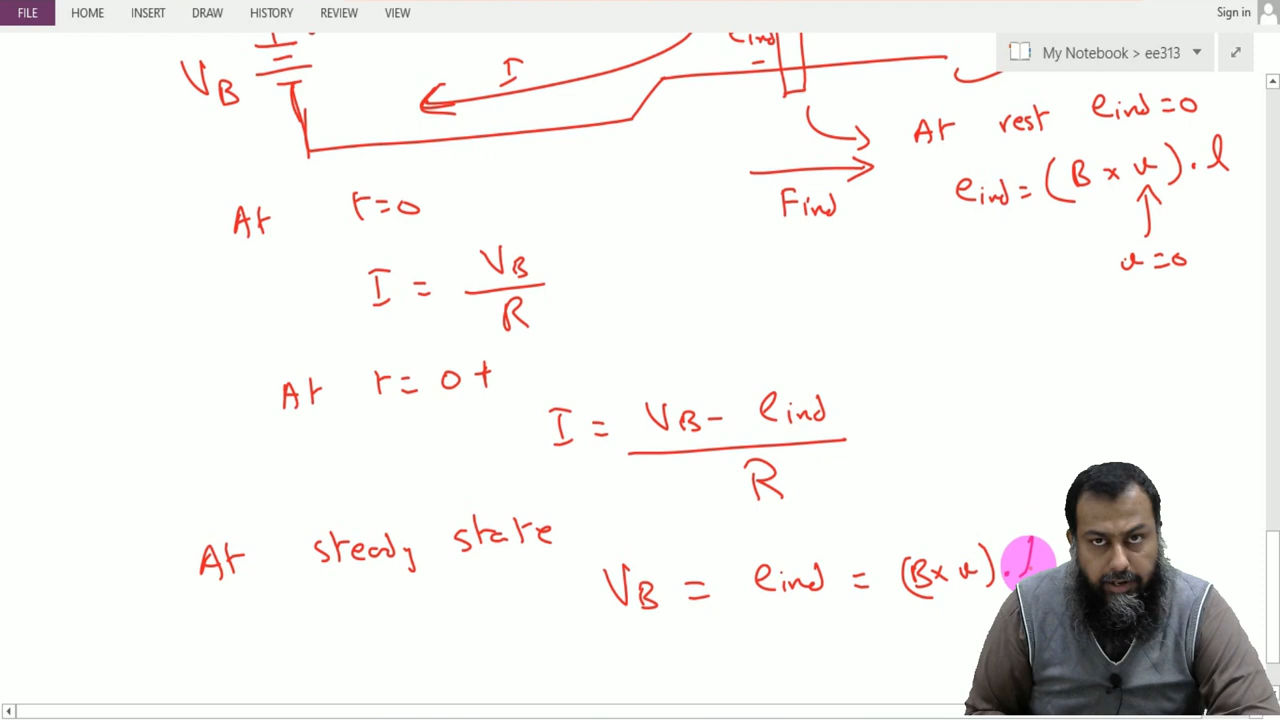 FILE HOME INSERT DRAW HISTORY REVIEW VIEW Sign in
My Notebook > ee313
eind
-
I
VB
At rest eind = 0
eind = (B × v) . l
v = 0
Find
At t = 0
I = VB / R
At t = 0+
I = VB - eind / R
At steady state
VB = eind = (B × v) . l